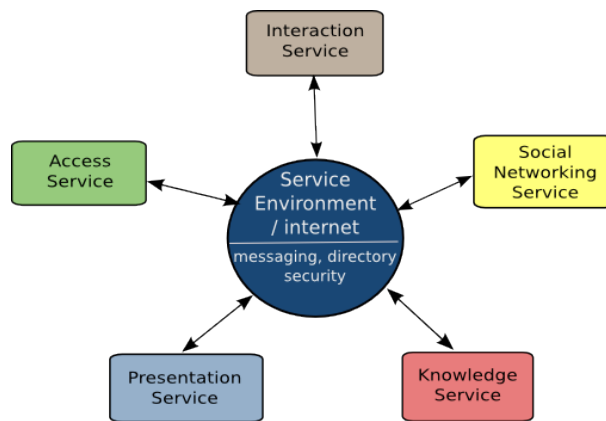 Interaction
Service
Access
Service
Social
Networking
Service
Service
Environment
/ internet
messaging, directory
security
Presentation
Service
Knowledge
Service